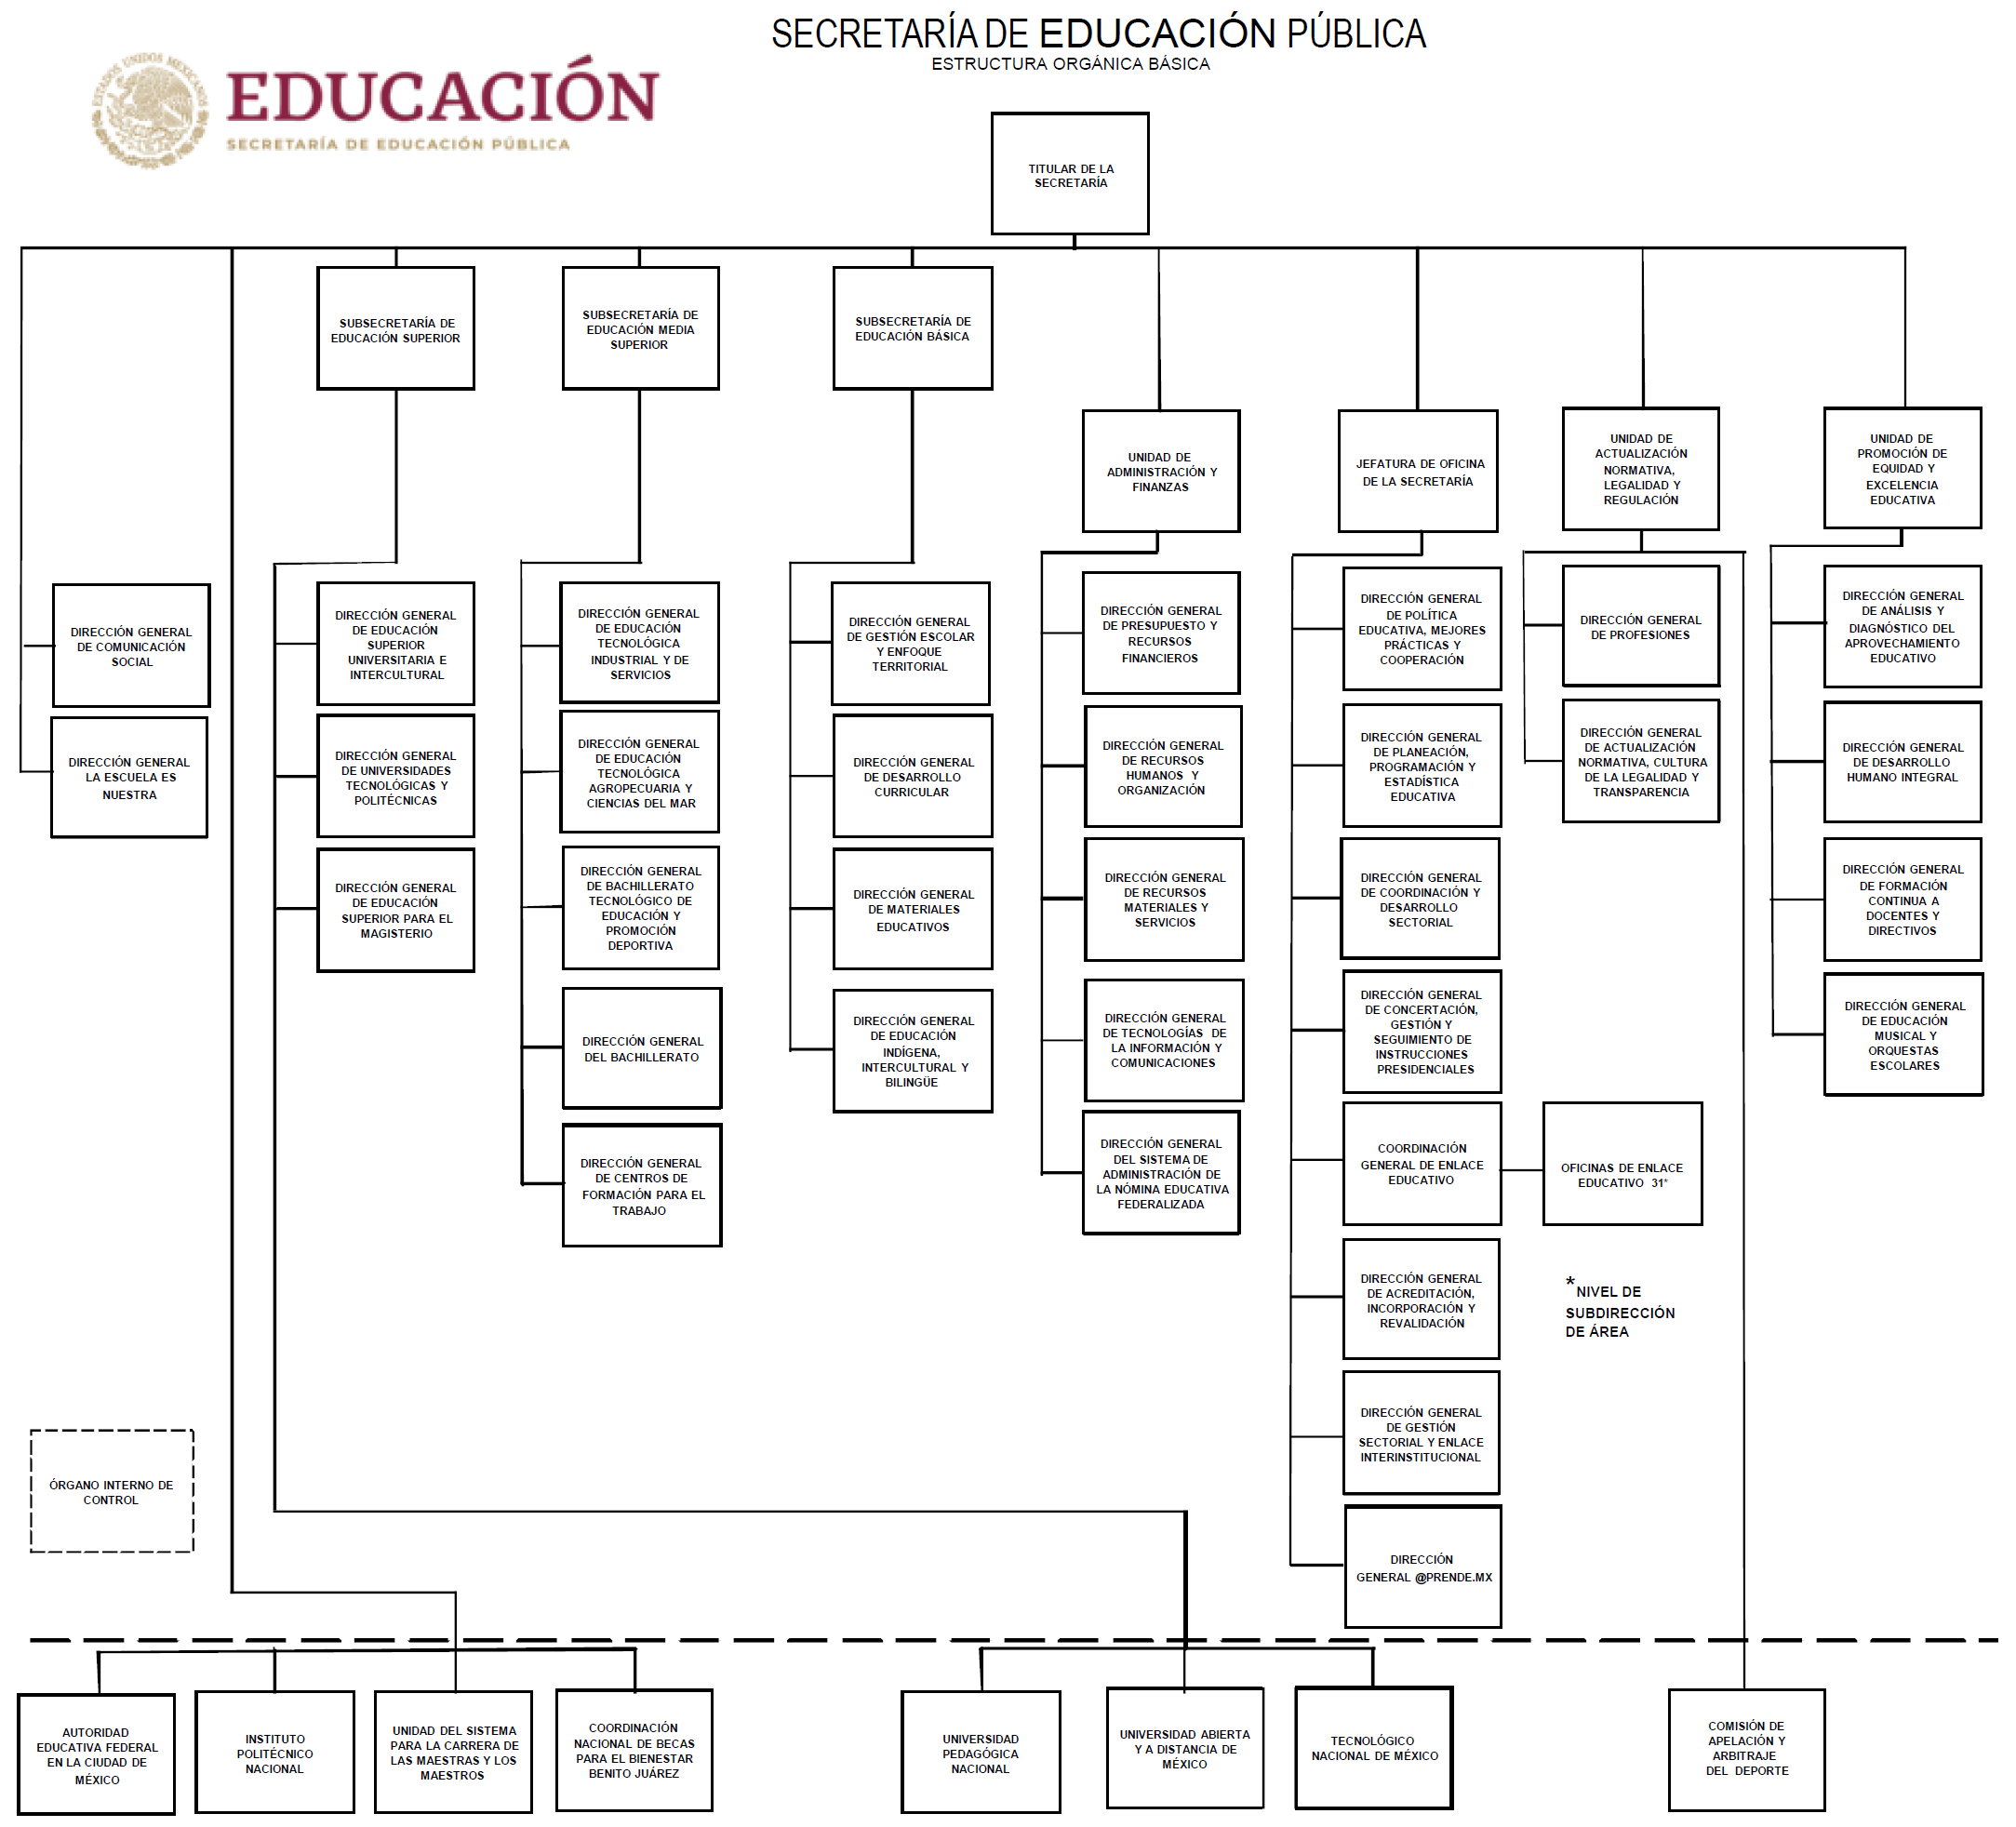 SECRETARÍA DE EDUCACIÓN PÚBLICA
ESTRUCTURA ORGÁNICA BÁSICA
ESTADOS UNIDOS MEXICANOS
EDUCACIÓN
SECRETARÍA DE EDUCACIÓN PÚBLICA
TITULAR DE LA
SECRETARÍA
SUBSECRETARÍA DE
EDUCACIÓN SUPERIOR
SUBSECRETARÍA DE
EDUCACIÓN MEDIA
SUPERIOR
SUBSECRETARÍA DE
EDUCACIÓN BÁSICA
UNIDAD DE
ADMINISTRACIÓN Y
FINANZAS
JEFATURA DE OFICINA
DE LA SECRETARÍA
UNIDAD DE
ACTUALIZACIÓN
NORMATIVA,
LEGALIDAD Y
REGULACIÓN
UNIDAD DE
PROMOCIÓN DE
EQUIDAD Y
EXCELENCIA
EDUCATIVA
DIRECCIÓN GENERAL
DE COMUNICACIÓN
SOCIAL
DIRECCIÓN GENERAL
LA ESCUELA ES
NUESTRA
DIRECCIÓN GENERAL
DE EDUCACIÓN
SUPERIOR
UNIVERSITARIA E
INTERCULTURAL
DIRECCIÓN GENERAL
DE UNIVERSIDADES
TECNOLÓGICAS Y
POLITÉCNICAS
DIRECCIÓN GENERAL
DE EDUCACIÓN
SUPERIOR PARA EL
MAGISTERIO
DIRECCIÓN GENERAL
DE EDUCACIÓN
TECNOLÓGICA
INDUSTRIAL Y DE
SERVICIOS
DIRECCIÓN GENERAL
DE EDUCACIÓN
TECNOLÓGICA
AGROPECUARIA Y
CIENCIAS DEL MAR
DIRECCIÓN GENERAL
DE BACHILLERATO
TECNOLÓGICO DE
EDUCACIÓN Y
PROMOCIÓN
DEPORTIVA
DIRECCIÓN GENERAL
DEL BACHILLERATO
DIRECCIÓN GENERAL
DE CENTROS DE
FORMACIÓN PARA EL
TRABAJO
DIRECCIÓN GENERAL
DE GESTIÓN ESCOLAR
Y ENFOQUE
TERRITORIAL
DIRECCIÓN GENERAL
DE DESARROLLO
CURRICULAR
DIRECCIÓN GENERAL
DE MATERIALES
EDUCATIVOS
DIRECCIÓN GENERAL
DE EDUCACIÓN
INDÍGENA,
INTERCULTURAL Y
BILINGÜE
DIRECCIÓN GENERAL
DE PRESUPUESTO Y
RECURSOS
FINANCIEROS
DIRECCIÓN GENERAL
DE RECURSOS
HUMANOS Y
ORGANIZACIÓN
DIRECCIÓN GENERAL
DE RECURSOS
MATERIALES Y
SERVICIOS
DIRECCIÓN GENERAL
DE TECNOLOGÍAS DE
LA INFORMACIÓN Y
COMUNICACIONES
DIRECCIÓN GENERAL
DEL SISTEMA DE
ADMINISTRACIÓN DE
LA NÓMINA EDUCATIVA
FEDERALIZADA
DIRECCIÓN GENERAL
DE POLÍTICA
EDUCATIVA, MEJORES
PRÁCTICAS Y
COOPERACIÓN
DIRECCIÓN GENERAL
DE PLANEACIÓN,
PROGRAMACIÓN Y
ESTADÍSTICA
EDUCATIVA
DIRECCIÓN GENERAL
DE COORDINACIÓN Y
DESARROLLO
SECTORIAL
DIRECCIÓN GENERAL
DE CONCERTACIÓN,
GESTIÓN Y
SEGUIMIENTO DE
INSTRUCCIONES
PRESIDENCIALES
COORDINACIÓN
GENERAL DE ENLACE
EDUCATIVO
OFICINAS DE ENLACE
EDUCATIVO 31*
*NIVEL DE
SUBDIRECCIÓN
DE ÁREA
DIRECCIÓN GENERAL
DE ACREDITACIÓN,
INCORPORACIÓN Y
REVALIDACIÓN
DIRECCIÓN GENERAL
DE GESTIÓN
SECTORIAL Y ENLACE
INTERINSTITUCIONAL
DIRECCIÓN
GENERAL @PRENDE.MX
DIRECCIÓN GENERAL
DE PROFESIONES
DIRECCIÓN GENERAL
DE ACTUALIZACIÓN
NORMATIVA, CULTURA
DE LA LEGALIDAD Y
TRANSPARENCIA
DIRECCIÓN GENERAL
DE ANÁLISIS Y
DIAGNÓSTICO DEL
APROVECHAMIENTO
EDUCATIVO
DIRECCIÓN GENERAL
DE DESARROLLO
HUMANO INTEGRAL
DIRECCIÓN GENERAL
DE FORMACIÓN
CONTINUA A
DOCENTES Y
DIRECTIVOS
DIRECCIÓN GENERAL
DE EDUCACIÓN
MUSICAL Y
ORQUESTAS
ESCOLARES
ÓRGANO INTERNO DE
CONTROL
AUTORIDAD
EDUCATIVA FEDERAL
EN LA CIUDAD DE
MÉXICO
INSTITUTO
POLITÉCNICO
NACIONAL
UNIDAD DEL SISTEMA
PARA LA CARRERA DE
LAS MAESTRAS Y LOS
MAESTROS
COORDINACIÓN
NACIONAL DE BECAS
PARA EL BIENESTAR
BENITO JUÁREZ
UNIVERSIDAD
PEDAGÓGICA
NACIONAL
UNIVERSIDAD ABIERTA
Y A DISTANCIA DE
MÉXICO
TECNOLÓGICO
NACIONAL DE MÉXICO
COMISIÓN DE
APELACIÓN Y
ARBITRAJE
DEL DEPORTE